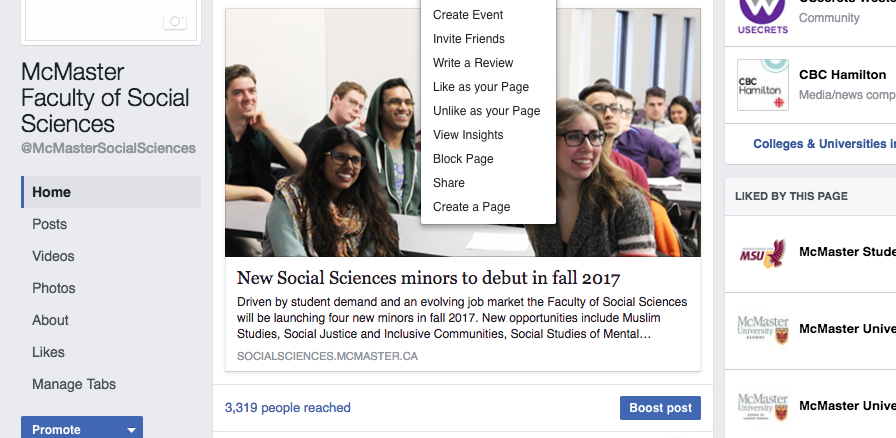 McMaster
Faculty of Social
Sciences
@McMasterSocialSciences
Home
Posts
Videos
Photos
About
Likes
Manage Tabs
Promote
Create Event
Invite Friends
Write a Review
Like as your Page
Unlike as your Page
View Insights
Block Page
Share
Create a Page
New Social Sciences minors to debut in fall 2017
Driven by student demand and an evolving job market the Faculty of Social Sciences
will be launching four new minors in fall 2017. New opportunities include Muslim
Studies, Social Justice and Inclusive Communities, Social Studies of Mental...
SOCIALSCIENCES.MCMASTER.CA
3,319 people reached
Boost post
USECRETS
Community
CBC
Hamilton
CBC Hamilton
Media/news comp
Colleges & Universities in
LIKED BY THIS PAGE
MSU
McMaster Stude
McMaster
University
ALUMNI
McMaster Unive
McMaster
University
McMaster Unive